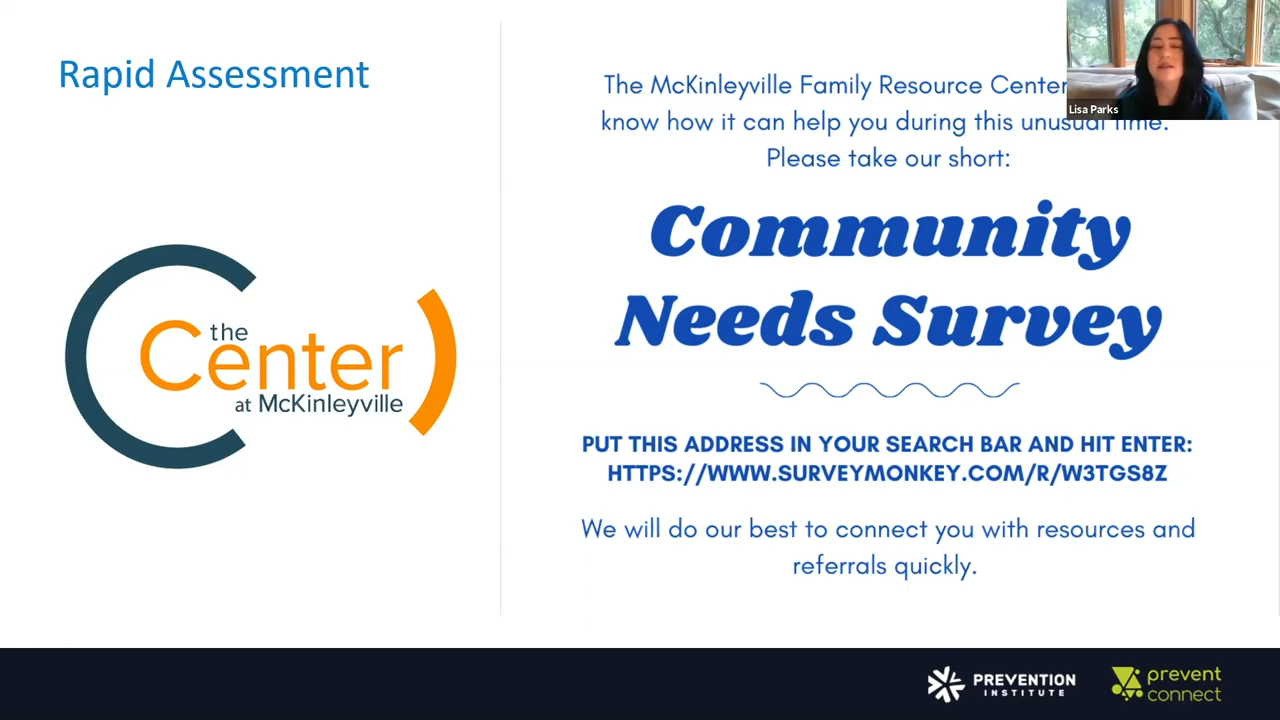 Rapid Assessment
the
Center
at McKinleyville
The McKinleyville Family Resource Center
know how it can help you during this unusual time.
Please take our short:
Community
Needs Survey
PUT THIS ADDRESS IN YOUR SEARCH BAR AND HIT ENTER:
HTTPS://WWW.SURVEYMONKEY.COM/R/W3TGS8Z
We will do our best to connect you with resources and
referrals quickly.
Lisa Parks
PREVENTION
INSTITUTE
prevent
connect